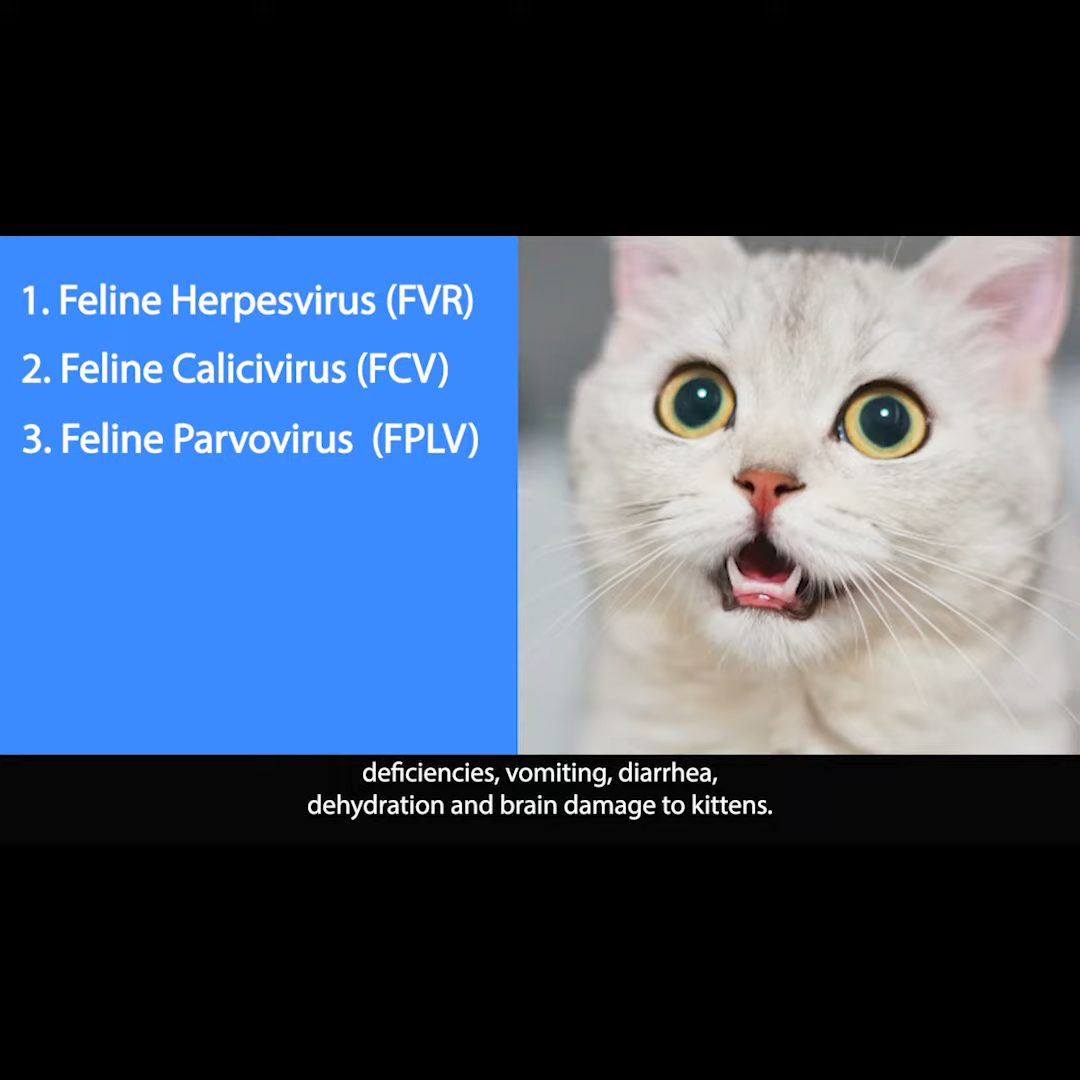 1. Feline Herpesvirus (FVR)
2. Feline Calicivirus (FCV)
3. Feline Parvovirus  (FPLV)
deficiencies, vomiting, diarrhea,
dehydration and brain damage to kittens.